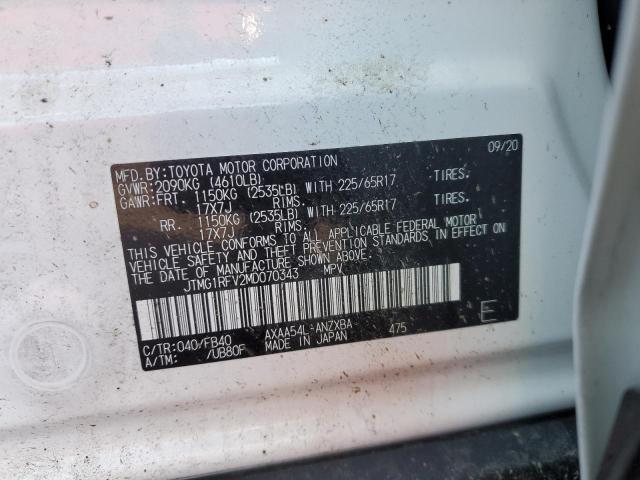 MFD. BY: TOYOTA MOTOR CORPORATION 09/20
GVWR: 2090KG (4610LB)
GAWR: FRT. 1150KG (2535LB) WITH 225/65R17 TIRES.
17X7J RIMS.
RR. 1150KG (2535LB) WITH 225/65R17 TIRES.
17X7J RIMS.
THIS VEHICLE CONFORMS TO ALL APPLICABLE FEDERAL MOTOR
VEHICLE SAFETY AND THEFT PREVENTION STANDARDS IN EFFECT ON
THIS DATE OF MANUFACTURE SHOWN ABOVE.
JTMG1RFV2MD070343 MPV
C/TR: 040/FB40 AXAA54L-ANZXBA 475 E
A/TM: /UB80F MADE IN JAPAN